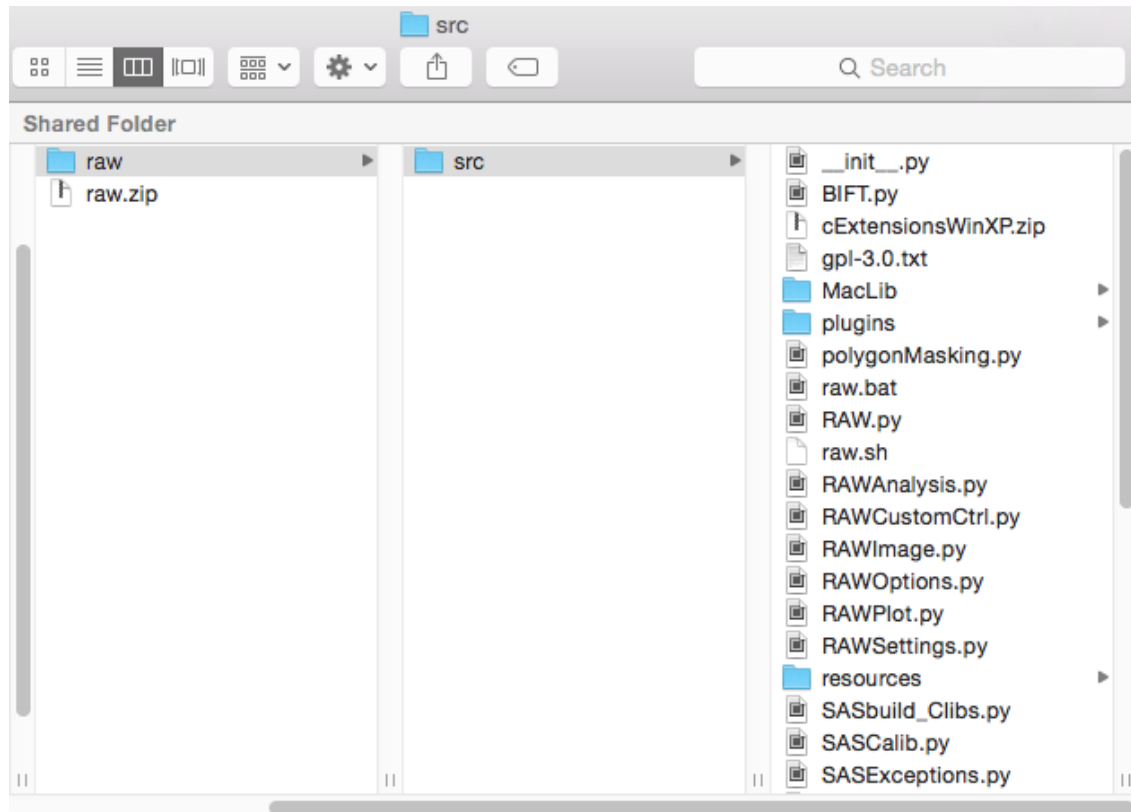 src
Search
Shared Folder
raw
raw.zip
src
__init__.py
BIFT.py
cExtensionsWinXP.zip
gpl-3.0.txt
MacLib
plugins
polygonMasking.py
raw.bat
RAW.py
raw.sh
RAWAnalysis.py
RAWCustomCtrl.py
RAWImage.py
RAWOptions.py
RAWPlot.py
RAWSettings.py
resources
SASbuild_Clibs.py
SASCalib.py
SASExceptions.py